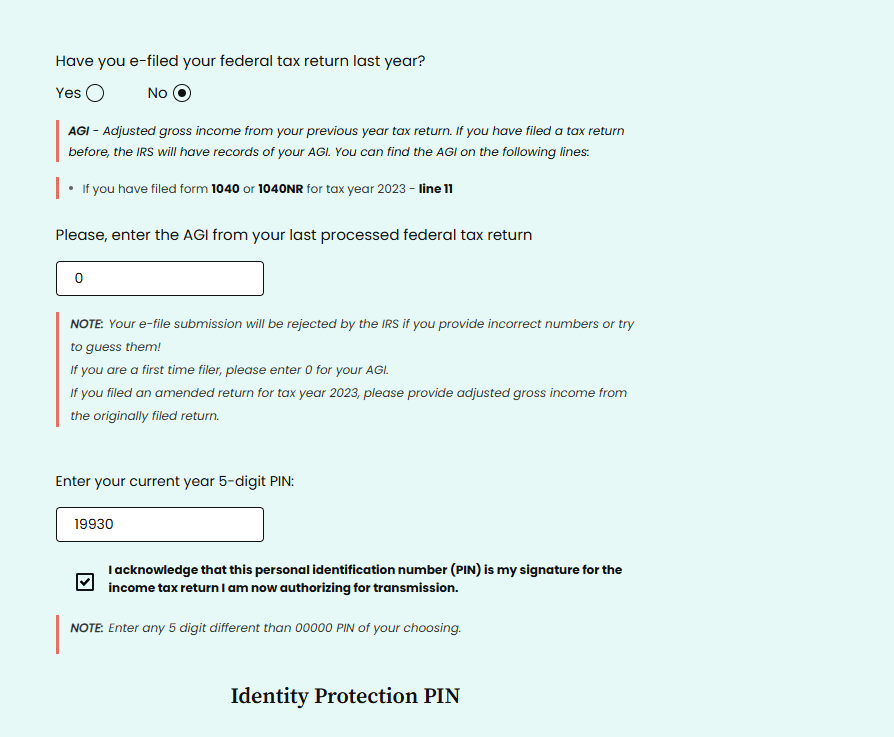 Have you e-filed your federal tax return last year?
Yes No
AGI - Adjusted gross income from your previous year tax return. If you have filed a tax return
before, the IRS will have records of your AGI. You can find the AGI on the following lines:
• If you have filed form 1040 or 1040NR for tax year 2023 - line 11
Please, enter the AGI from your last processed federal tax return
0
NOTE: Your e-file submission will be rejected by the IRS if you provide incorrect numbers or try
to guess them!
If you are a first time filer, please enter 0 for your AGI.
If you filed an amended return for tax year 2023, please provide adjusted gross income from
the originally filed return.
Enter your current year 5-digit PIN:
19930
I acknowledge that this personal identification number (PIN) is my signature for the
income tax return I am now authorizing for transmission.
NOTE: Enter any 5 digit different than 00000 PIN of your choosing.
Identity Protection PIN